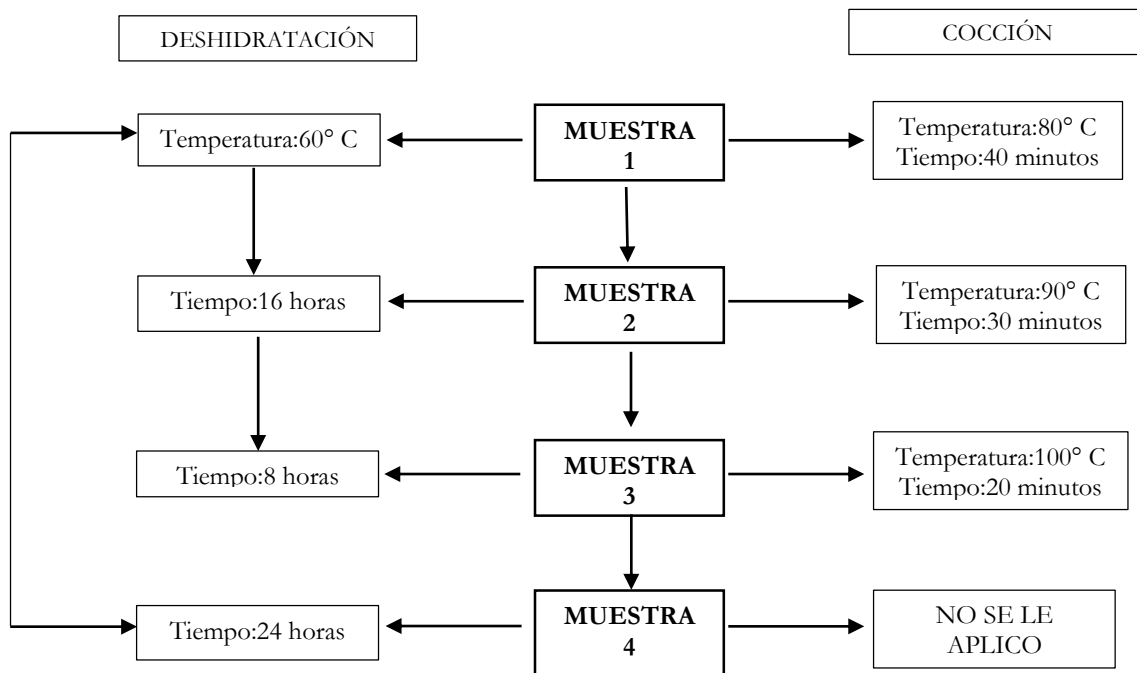 DESHIDRATACIÓN
COCCIÓN
Temperatura:60° C
MUESTRA
1
Temperatura:80° C
Tiempo:40 minutos
Tiempo:16 horas
MUESTRA
2
Temperatura:90° C
Tiempo:30 minutos
Tiempo:8 horas
MUESTRA
3
Temperatura:100° C
Tiempo:20 minutos
Tiempo:24 horas
MUESTRA
4
NO SE LE
APLICO